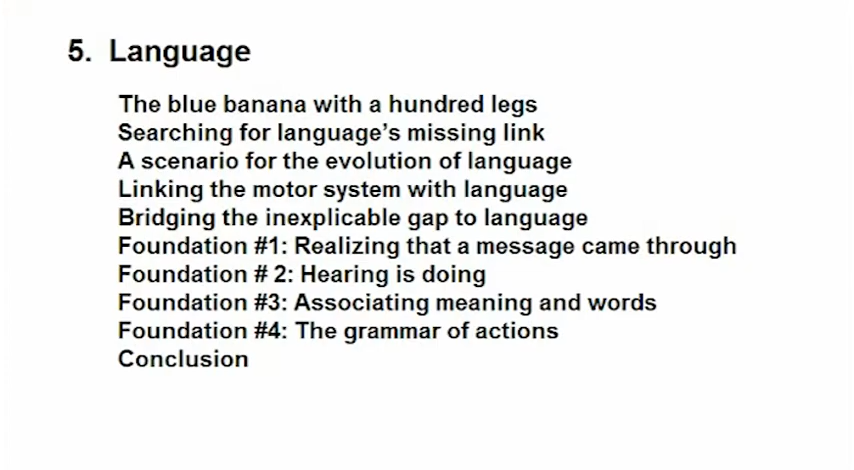 5. Language
The blue banana with a hundred legs
Searching for language's missing link
A scenario for the evolution of language
Linking the motor system with language
Bridging the inexplicable gap to language
Foundation #1: Realizing that a message came through
Foundation # 2: Hearing is doing
Foundation #3: Associating meaning and words
Foundation #4: The grammar of actions
Conclusion